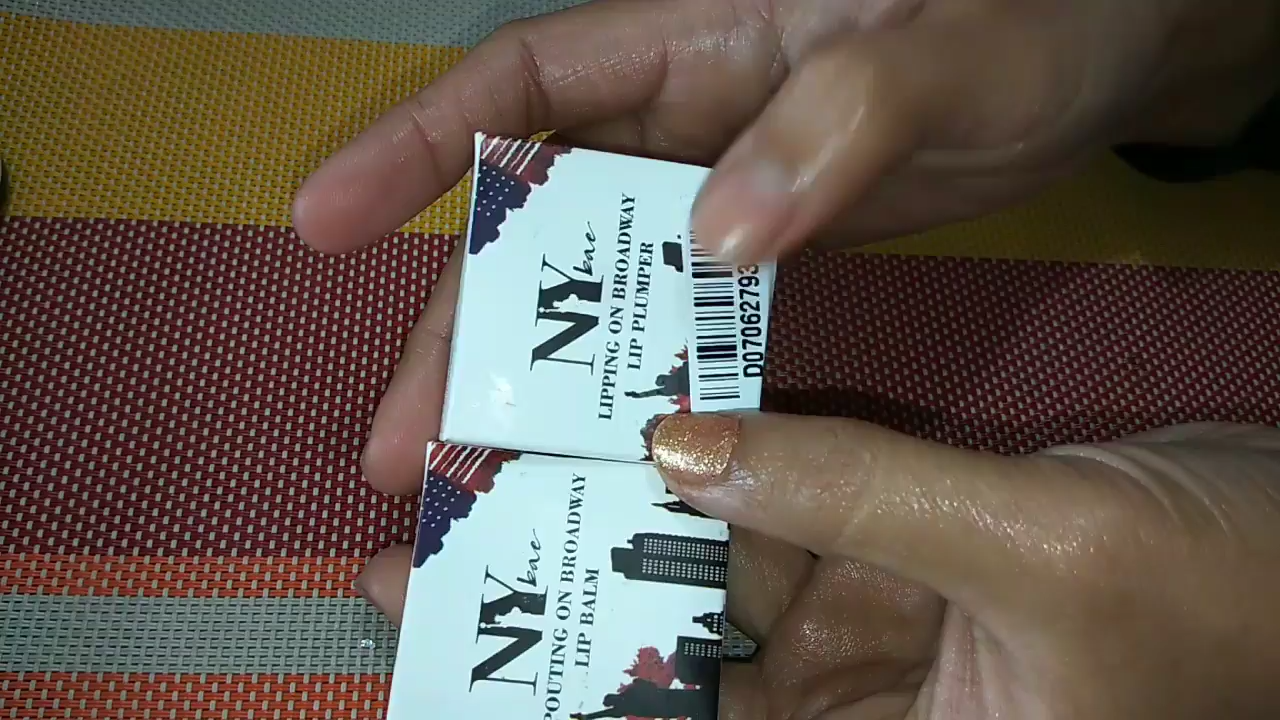 NY bae
LIPPING ON BROADWAY
LIP PLUMPER
D07062793
NY bae
POUTING ON BROADWAY
LIP BALM